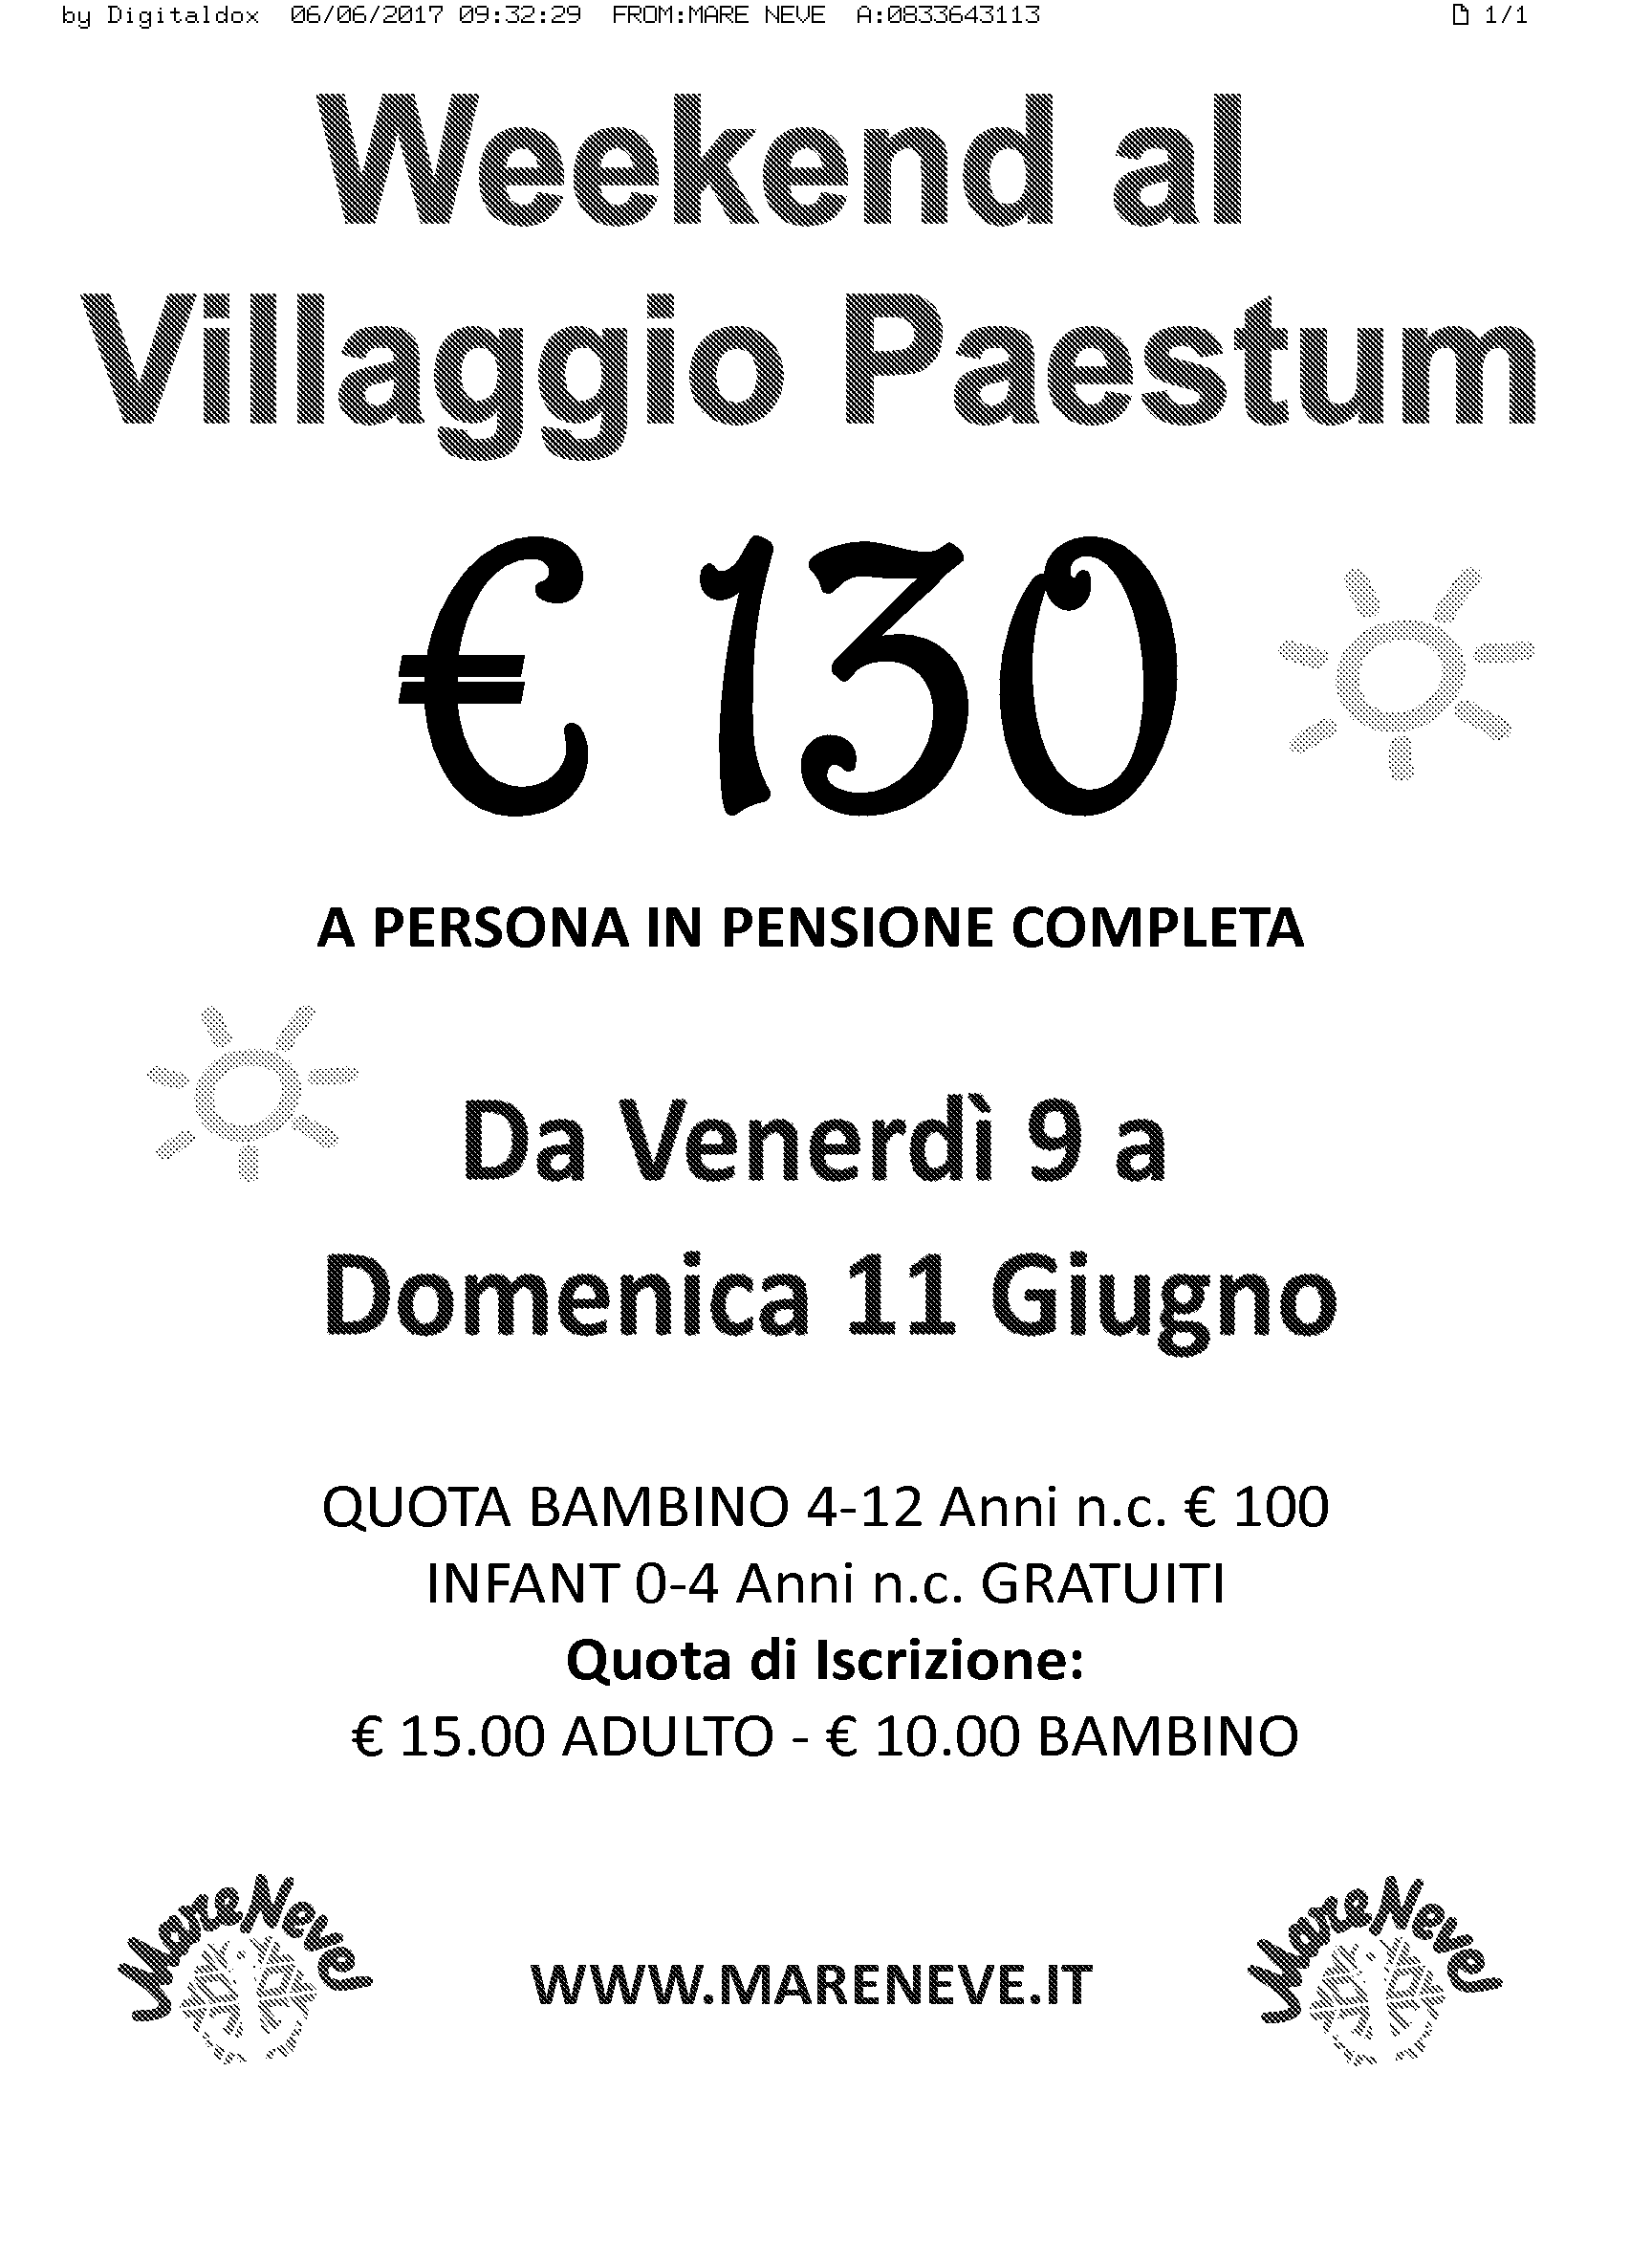 by Digitaldox 06/06/2017 09:32:29 FROM:MARE NEVE A:0833643113 1/1
Weekend al
Villaggio Paestum
€ 130
A PERSONA IN PENSIONE COMPLETA
Da Venerdì 9 a
Domenica 11 Giugno
QUOTA BAMBINO 4-12 Anni n.c. € 100
INFANT 0-4 Anni n.c. GRATUITI
Quota di Iscrizione:
€ 15.00 ADULTO - € 10.00 BAMBINO
MareNeve
WWW.MARENEVE.IT
MareNeve